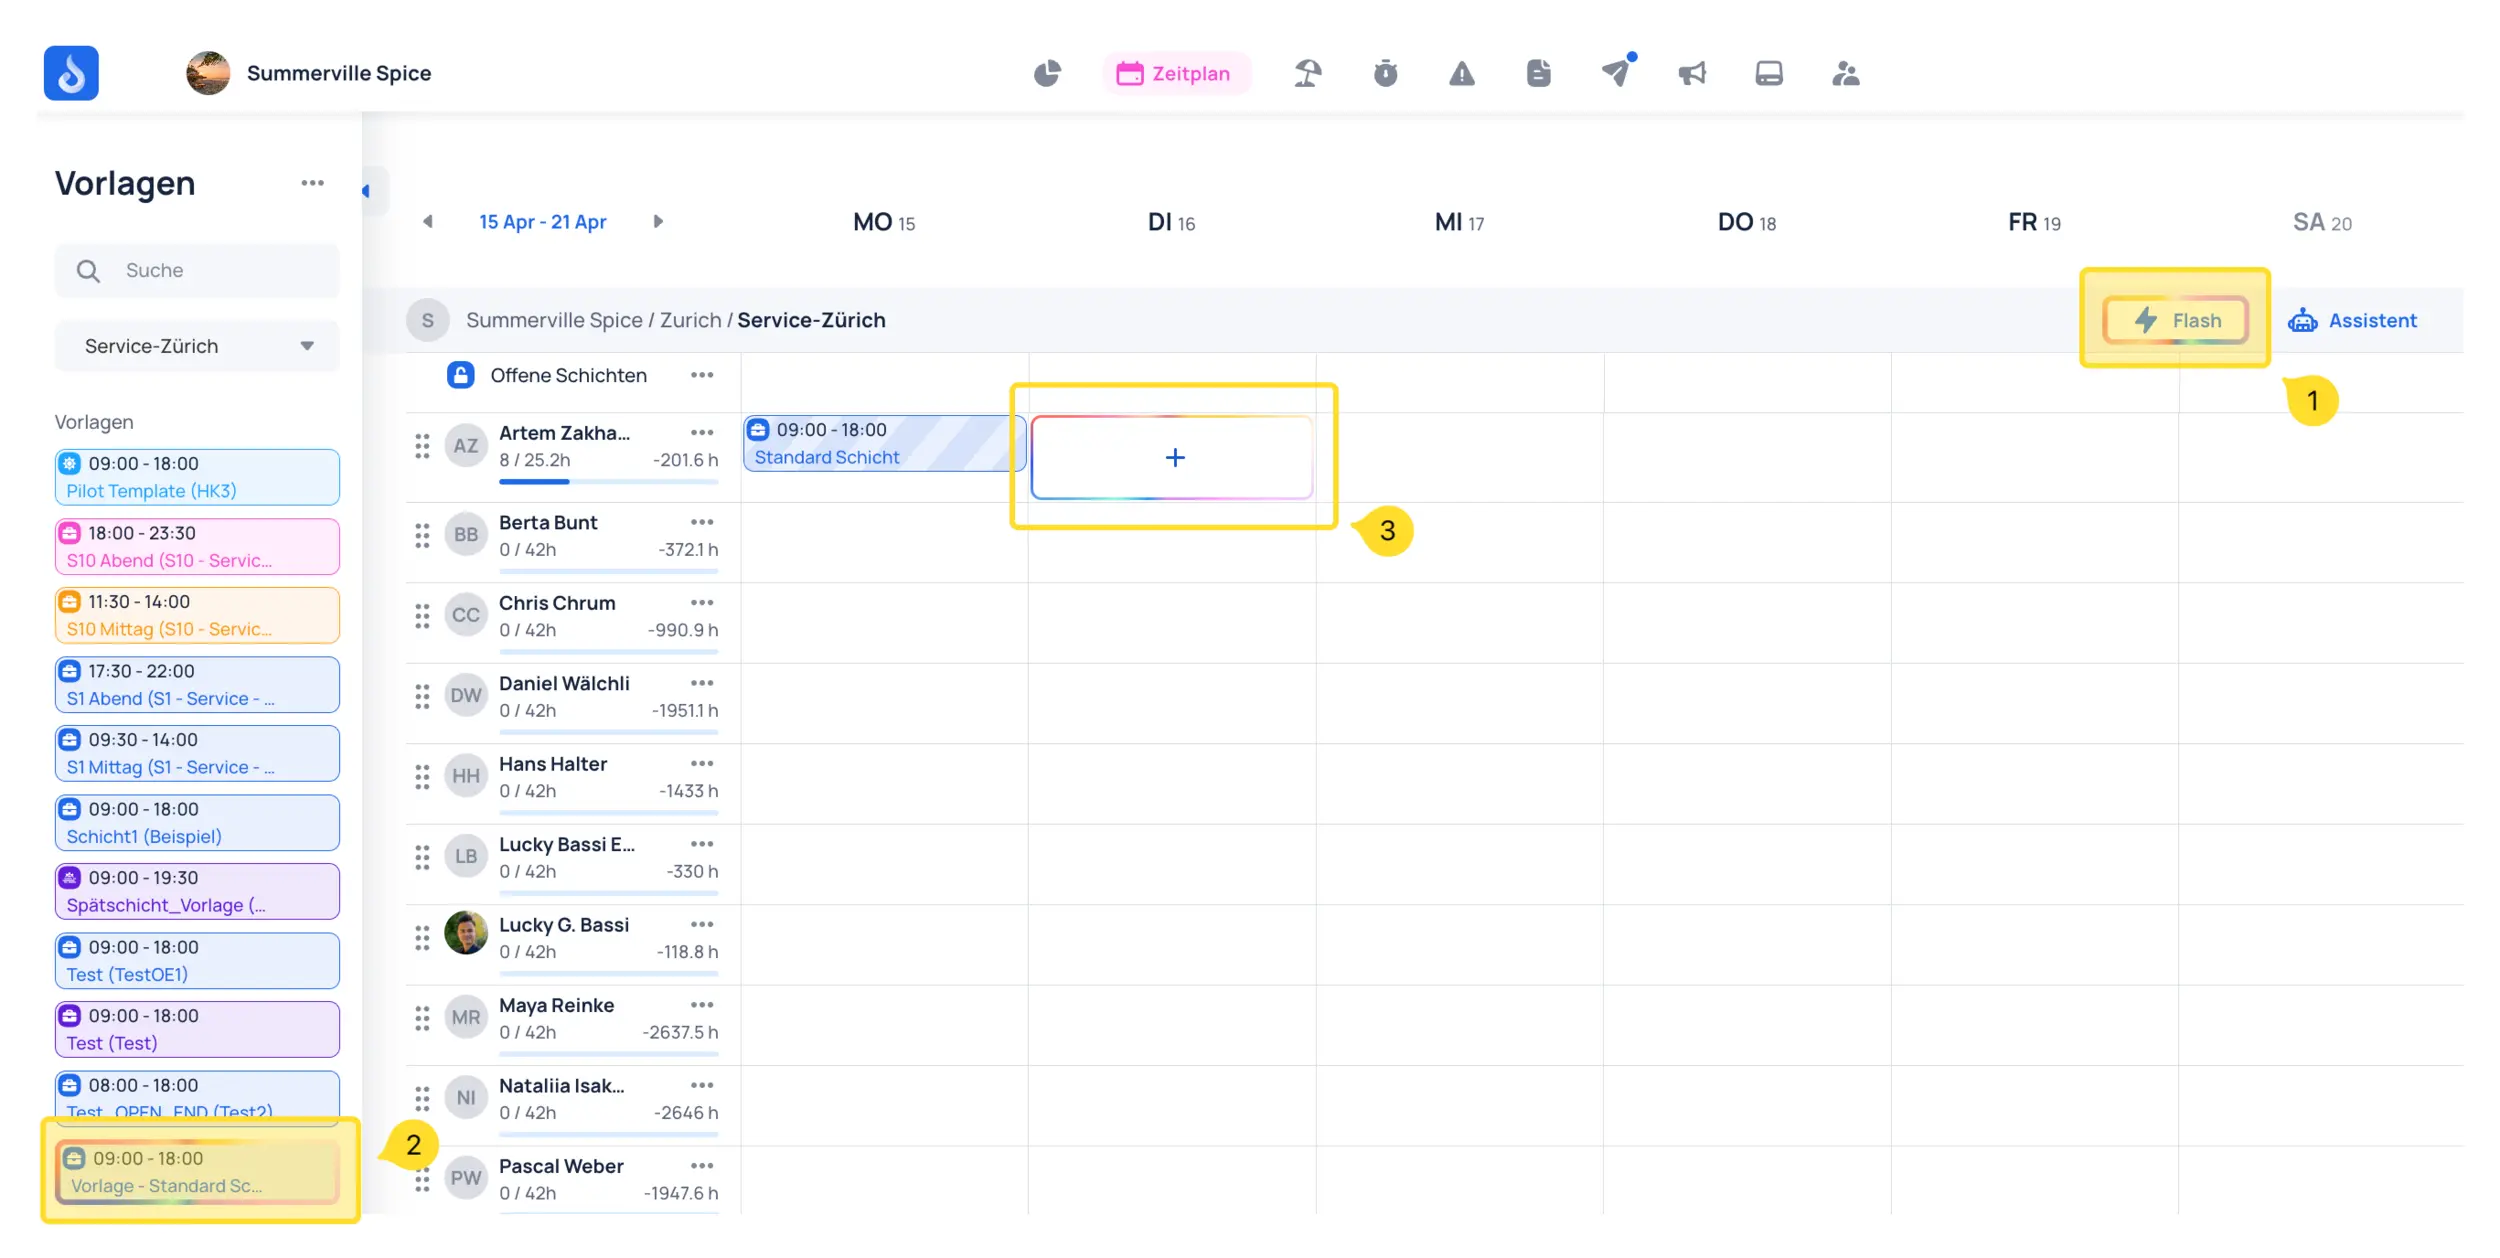 Summerville Spice
Zeitplan
Vorlagen
Suche
Service-Zürich
Vorlagen
09:00 - 18:00
Pilot Template (HK3)
18:00 - 23:30
S10 Abend (S10 - Servic...
11:30 - 14:00
S10 Mittag (S10 - Servic...
17:30 - 22:00
S1 Abend (S1 - Service - ...
09:30 - 14:00
S1 Mittag (S1 - Service - ...
09:00 - 18:00
Schicht1 (Beispiel)
09:00 - 19:30
Spätschicht_Vorlage (...
09:00 - 18:00
Test (TestOE1)
09:00 - 18:00
Test (Test)
08:00 - 18:00
Test_OPEN_END (Test2)
09:00 - 18:00
Vorlage - Standard Sc...
2
15 Apr - 21 Apr
MO 15
DI 16
MI 17
DO 18
FR 19
SA 20
S
Summerville Spice / Zurich / Service-Zürich
Flash
Assistent
1
Offene Schichten
AZ
Artem Zakha...
8 / 25.2h
-201.6 h
09:00 - 18:00
Standard Schicht
+
3
BB
Berta Bunt
0 / 42h
-372.1 h
CC
Chris Chrum
0 / 42h
-990.9 h
DW
Daniel Wälchli
0 / 42h
-1951.1 h
HH
Hans Halter
0 / 42h
-1433 h
LB
Lucky Bassi E...
0 / 42h
-330 h
Lucky G. Bassi
0 / 42h
-118.8 h
MR
Maya Reinke
0 / 42h
-2637.5 h
NI
Nataliia Isak...
0 / 42h
-2646 h
PW
Pascal Weber
0 / 42h
-1947.6 h